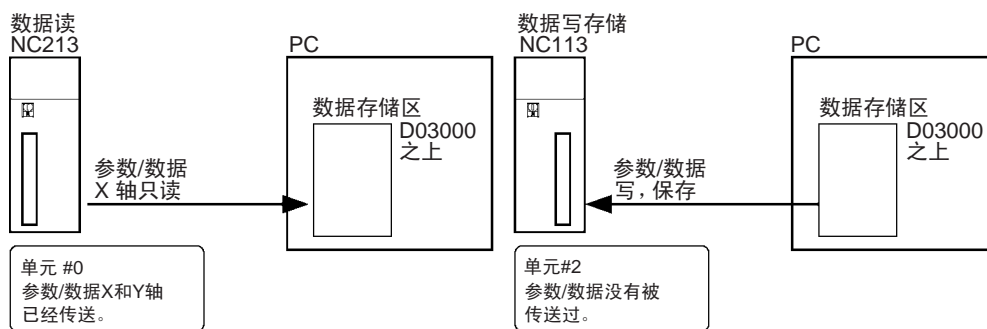 数据读
NC213
PC
数据存储区
D03000
之上
参数/数据
X 轴只读
单元 #0
参数/数据X和Y轴
已经传送。
数据写存储
NC113
PC
数据存储区
D03000
之上
参数/数据
写，保存
单元#2
参数/数据没有被
传送过。